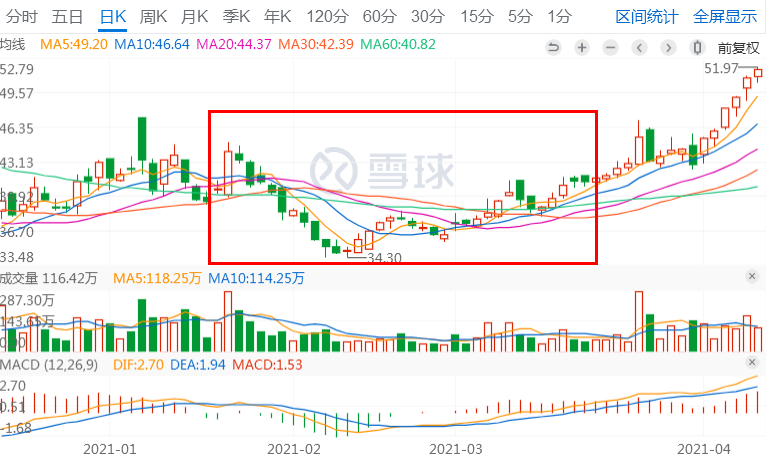 分时 五日 日K 周K 月K 季K 年K 120分 60分 30分 15分 5分 1分 区间统计 全屏显示
均线 MA5:49.20 MA10:46.64 MA20:44.37 MA30:42.39 MA60:40.82 前复权
52.79
51.97
49.57
46.35
43.13
雪球
39.92
36.70
33.48
34.30
成交量 116.42万 MA5:118.25万 MA10:114.25万
287.30万
143.65万
0.00
MACD (12,26,9) DIF:2.70 DEA:1.94 MACD:1.53
2.70
0.51
-1.68
2021-01 2021-02 2021-03 2021-04